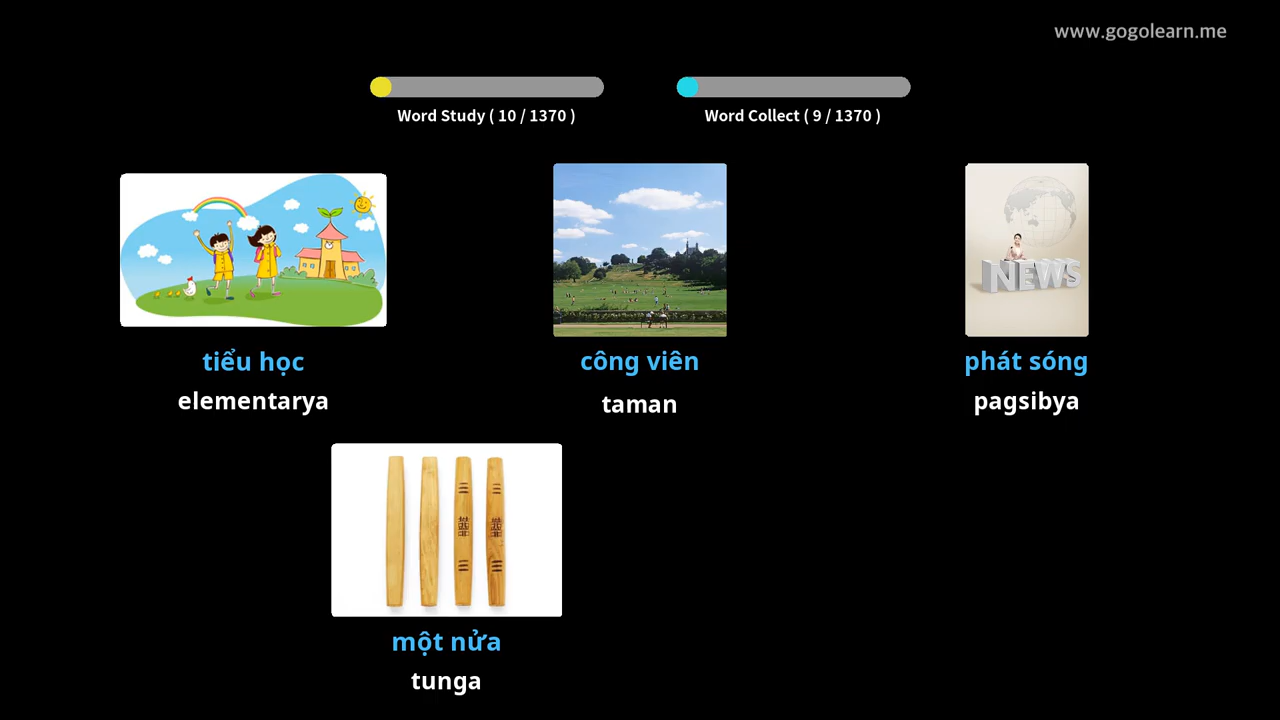 www.gogolearn.me
Word Study ( 10 / 1370 )
Word Collect ( 9 / 1370 )
NEWS
tiểu học
công viên
phát sóng
elementarya
taman
pagsibya
một nửa
tunga